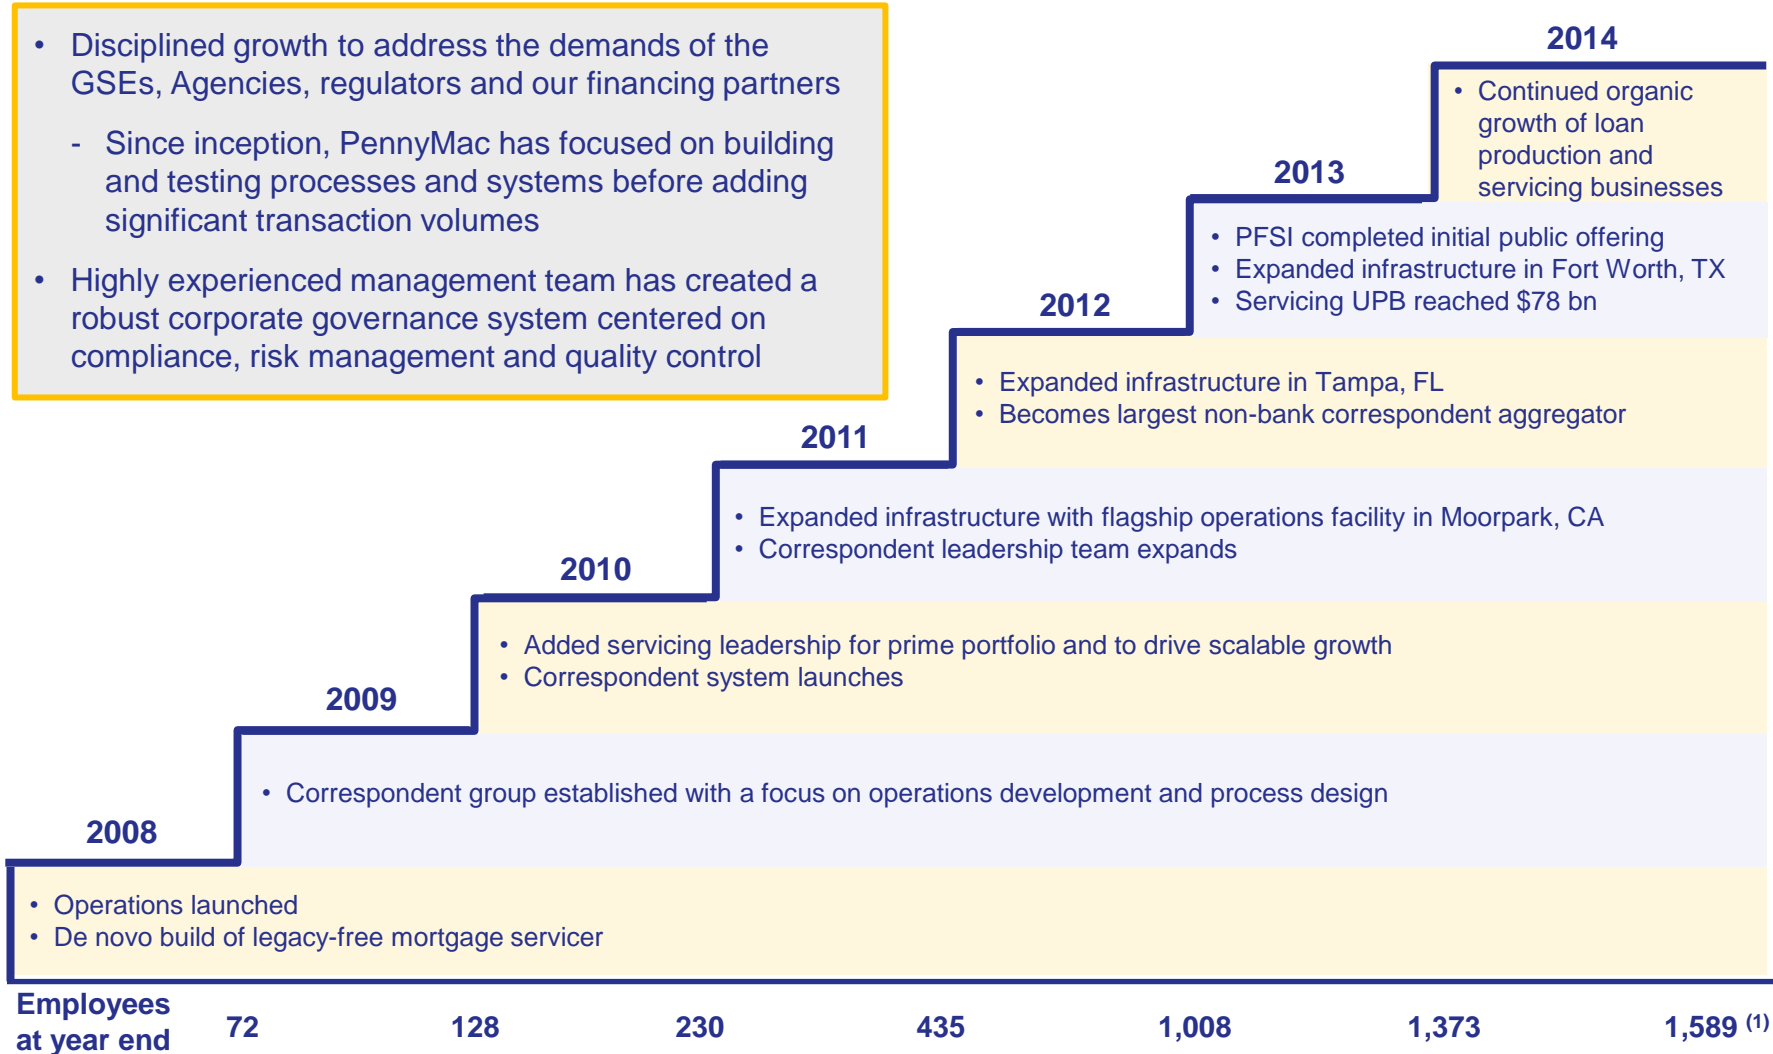 • Disciplined growth to address the demands of the
GSEs, Agencies, regulators and our financing partners
- Since inception, PennyMac has focused on building
and testing processes and systems before adding
significant transaction volumes
• Highly experienced management team has created a
robust corporate governance system centered on
compliance, risk management and quality control
2014
• Continued organic
growth of loan
production and
servicing businesses
2013
• PFSI completed initial public offering
• Expanded infrastructure in Fort Worth, TX
• Servicing UPB reached $78 bn
2012
• Expanded infrastructure in Tampa, FL
• Becomes largest non-bank correspondent aggregator
2011
• Expanded infrastructure with flagship operations facility in Moorpark, CA
• Correspondent leadership team expands
2010
• Added servicing leadership for prime portfolio and to drive scalable growth
• Correspondent system launches
2009
• Correspondent group established with a focus on operations development and process design
2008
• Operations launched
• De novo build of legacy-free mortgage servicer
Employees
at year end
72 128 230 435 1,008 1,373 1,589 (1)